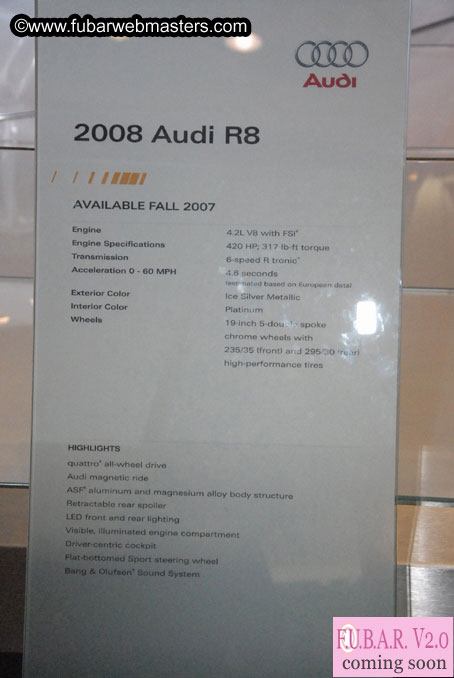 www.fubarwebmasters.com
Audi
2008 Audi R8
AVAILABLE FALL 2007
Engine 4.2L V8 with FSI®
Engine Specifications 420 HP; 317 lb-ft torque
Transmission 6-speed R tronic®
Acceleration 0 - 60 MPH 4.6 seconds
(estimated based on European data)
Exterior Color Ice Silver Metallic
Interior Color Platinum
Wheels 19-inch 5-double spoke
chrome wheels with
235/35 (front) and 295/30 (rear)
high-performance tires
HIGHLIGHTS
quattro® all-wheel drive
Audi magnetic ride
ASF® aluminum and magnesium alloy body structure
Retractable rear spoiler
LED front and rear lighting
Visible, illuminated engine compartment
Driver-centric cockpit
Flat-bottomed Sport steering wheel
Bang & Olufsen® Sound System
F.U.B.A.R. V2.0
coming soon